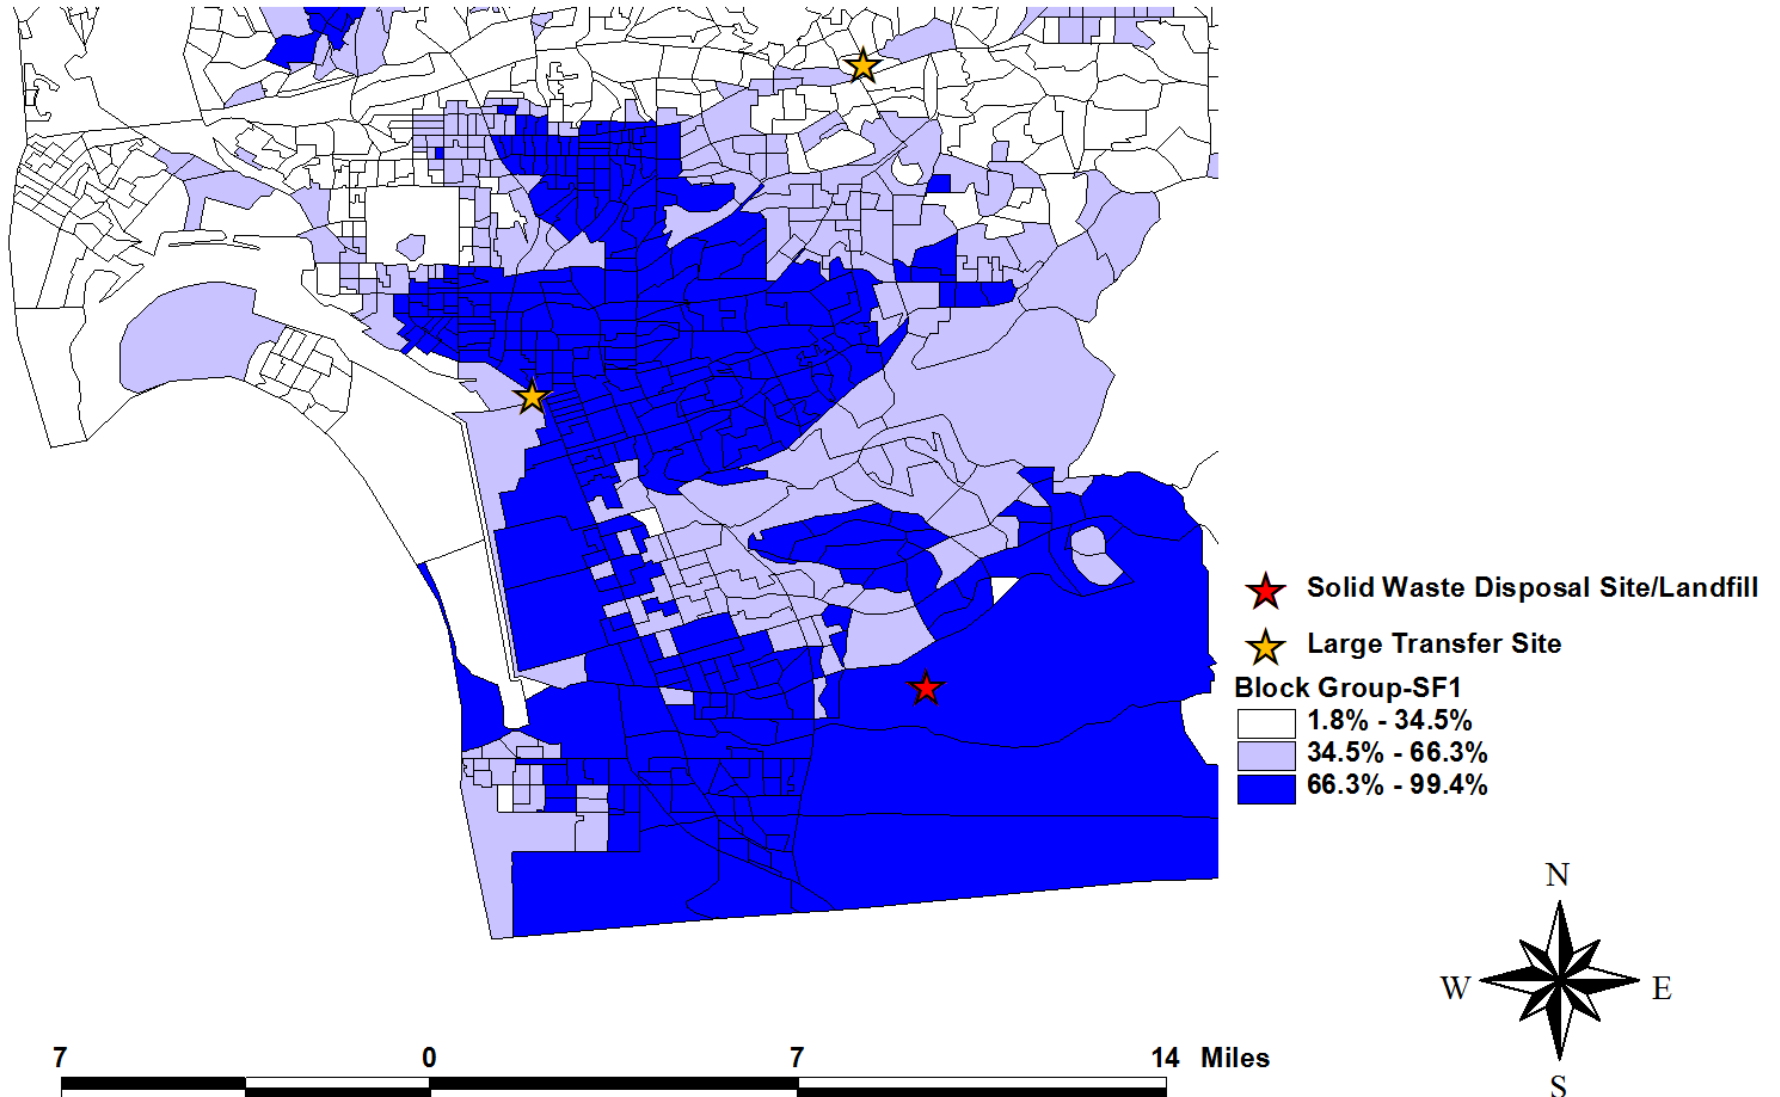 Solid Waste Disposal Site/Landfill
Large Transfer Site
Block Group-SF1
1.8% - 34.5%
34.5% - 66.3%
66.3% - 99.4%
N
W E
S
7 0 7 14 Miles